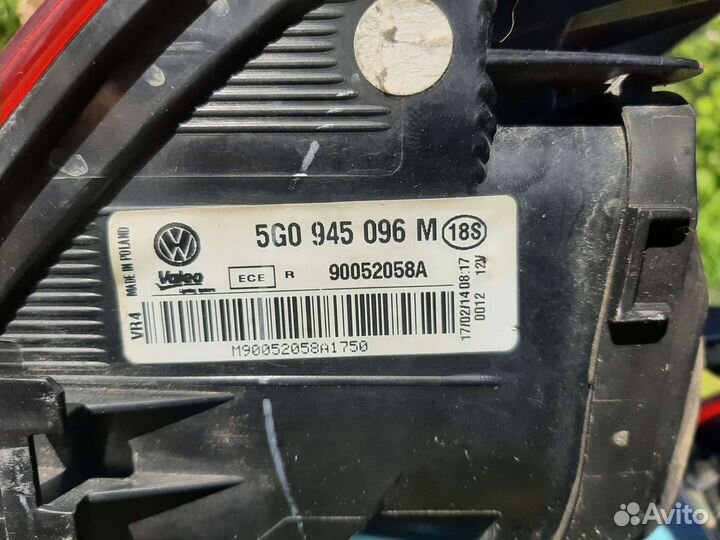 MADE IN POLAND
VW
Valeo
5G0 945 096 M 18S
ECE R 90052058A
VR4
M90052058A1750
17/02/14 08:17
0012 12V
Avito